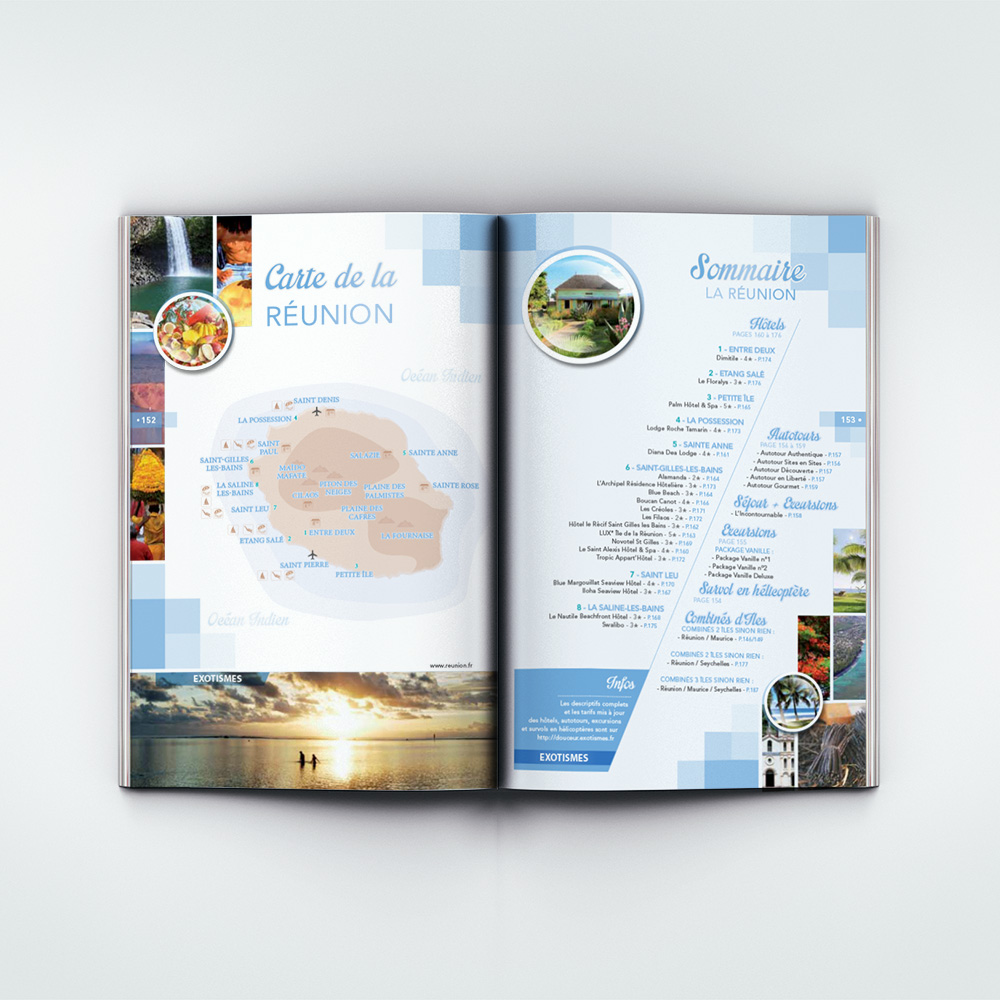 Carte de la
RÉUNION
Océan Indien
SAINT DENIS
LA POSSESSION 4
SAINT
PAUL
SALAZIE
5 SAINTE ANNE
SAINT-GILLES 6
LES-BAINS
MAFATE
LA SALINE 8
LES-BAINS
CILAOS
PITON DES
NEIGES
PLAINE DES
PALMISTES
SAINTE ROSE
SAINT LEU 7
PLAINE DES
CAFRES
ETANG SALÉ 2
1 ENTRE DEUX
LA FOURNAISE
SAINT PIERRE
3
PETITE ÎLE
Océan Indien
www.reunion.fr
• 152
EXOTISMES
Sommaire
LA RÉUNION
Hôtels
PAGES 160 à 176
1 - ENTRE DEUX
Dimitile - 4★ - P.174
2 - ETANG SALÉ
Le Floralys - 3★ - P.176
3 - PETITE ÎLE
Palm Hôtel & Spa - 5★ - P.165
4 - LA POSSESSION
Lodge Roche Tamarin - 4★ - P.173
5 - SAINTE ANNE
Diana Dea Lodge - 4★ - P.161
6 - SAINT-GILLES-LES-BAINS
Alamanda - 2★ - P.164
L'Archipel Résidence Hôtelière - 3★ - P.173
Blue Beach - 3★ - P.166
Boucan Canot - 4★ - P.166
Les Créoles - 3★ - P.171
Les Filaos - 2★ - P.172
Hôtel le Récif Saint Gilles les Bains - 3★ - P.162
LUX* Île de la Réunion - 5★ - P.163
Novotel St Gilles - 3★ - P.169
Le Saint Alexis Hôtel & Spa - 4★ - P.160
Tropic Appart'Hôtel - 3★ - P.172
7 - SAINT LEU
Blue Margouillat Seaview Hôtel - 4★ - P.170
Iloha Seaview Hôtel - 3★ - P.167
8 - LA SALINE-LES-BAINS
Le Nautile Beachfront Hôtel - 3★ - P.168
Swalibo - 3★ - P.175
Autotours
PAGES 156 à 159
- Autotour Authentique - P.157
- Autotour Sites en Sites - P.156
- Autotour Découverte - P.157
- Autotour en Liberté - P.157
- Autotour Gourmet - P.159
Séjour + Excursions
- L'Incontournable - P.158
Excursions
PAGE 155
PACKAGE VANILLE :
- Package Vanille n°1
- Package Vanille n°2
- Package Vanille Deluxe
Survol en hélicoptère
PAGE 154
Combinés d'Iles
COMBINÉS 2 ÎLES SINON RIEN :
- Réunion / Maurice - P.146/149
COMBINÉS 2 ÎLES SINON RIEN :
- Réunion / Seychelles - P.177
COMBINÉS 3 ÎLES SINON RIEN :
- Réunion / Maurice / Seychelles - P.187
153 •
Infos
Les descriptifs complets
et les tarifs mis à jour
des hôtels, autotours, excursions
et survols en hélicoptères sont sur
http://douceur.exotismes.fr
EXOTISMES